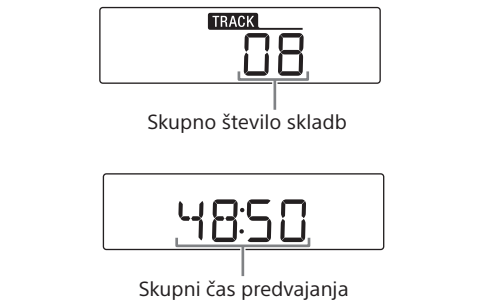 TRACK
08
Skupno število skladb
48:50
Skupni čas predvajanja